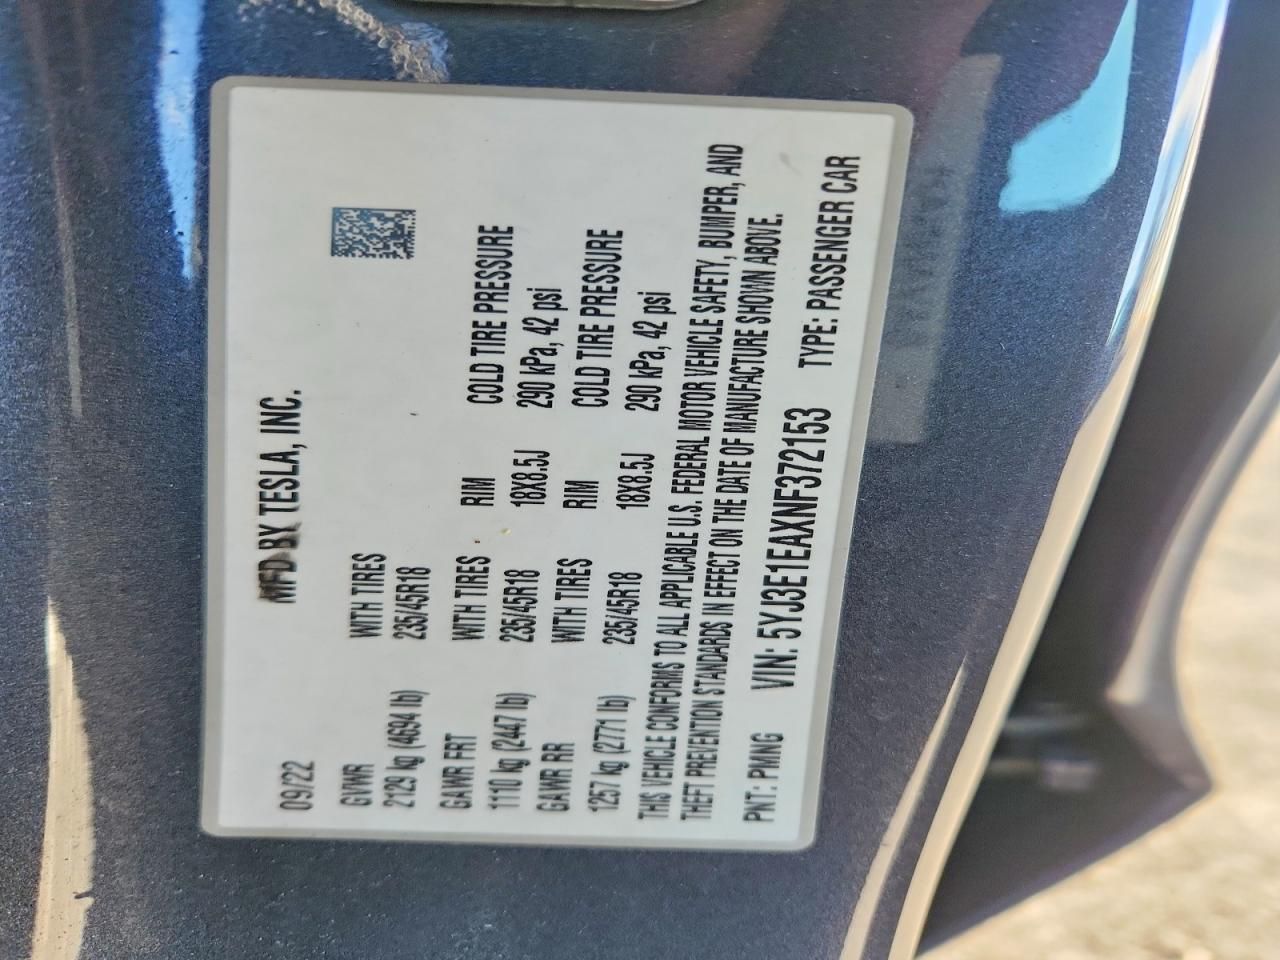 MFD BY TESLA, INC.
09/22
GVWR WITH TIRES
2129 kg (4694 lb) 235/45R18
GAWR FRT WITH TIRES RIM COLD TIRE PRESSURE
1110 kg (2447 lb) 235/45R18 18X8.5J 290 kPa, 42 psi
GAWR RR WITH TIRES RIM COLD TIRE PRESSURE
1257 kg (2771 lb) 235/45R18 18X8.5J 290 kPa, 42 psi
THIS VEHICLE CONFORMS TO ALL APPLICABLE U.S. FEDERAL MOTOR VEHICLE SAFETY, BUMPER, AND
THEFT PREVENTION STANDARDS IN EFFECT ON THE DATE OF MANUFACTURE SHOWN ABOVE.
PNT: PMNG VIN: 5YJ3E1EAXNF372153 TYPE: PASSENGER CAR